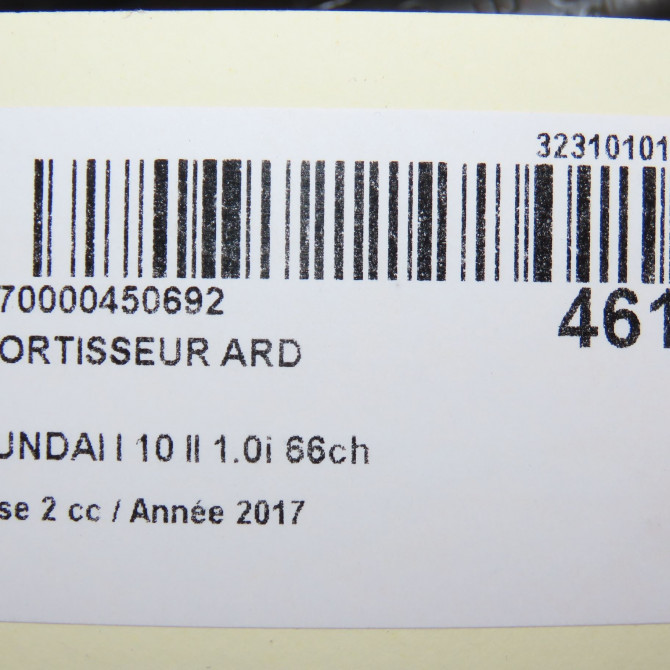 32310101
70000450692
461
ORTISSEUR ARD
UNDAI I 10 II 1.0i 66ch
se 2 cc / Année 2017